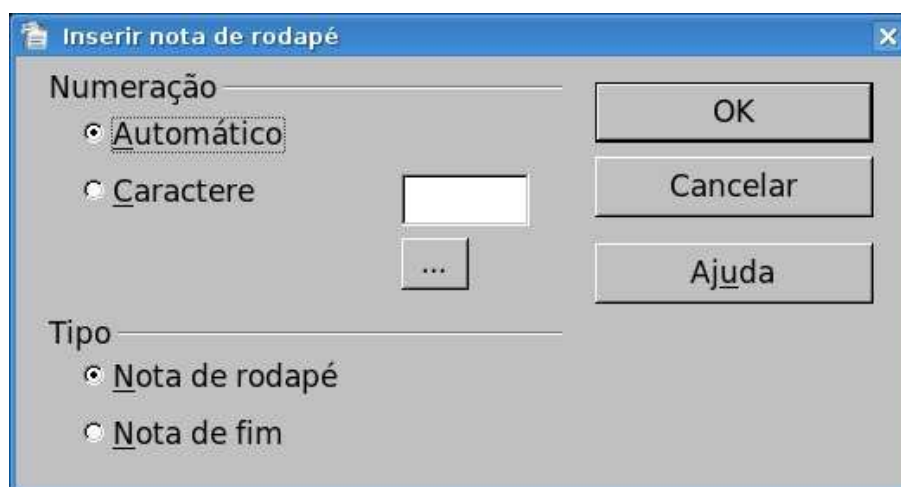 Inserir nota de rodapé
Numeração
Automático
Caractere
...
Tipo
Nota de rodapé
Nota de fim
OK
Cancelar
Ajuda